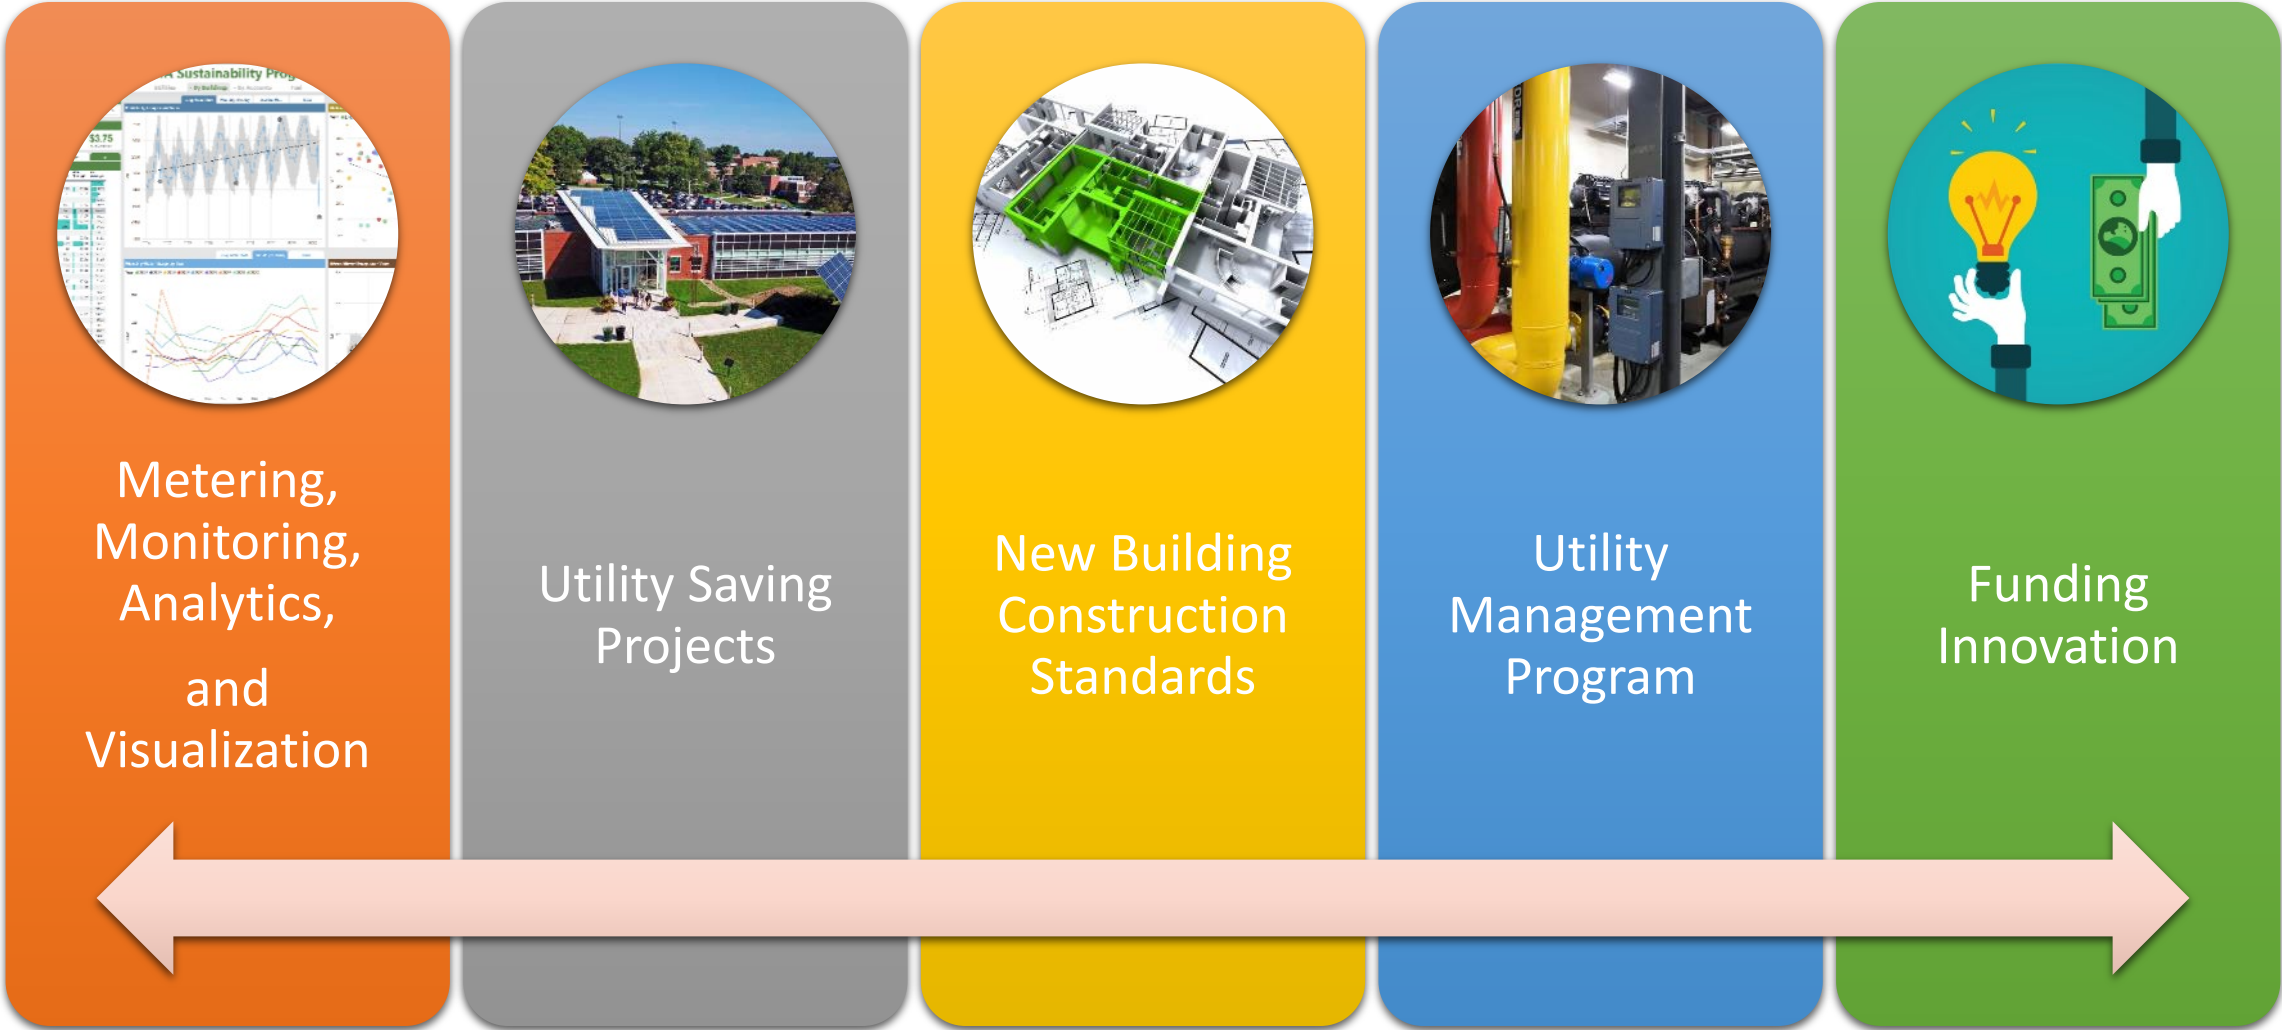 Sustainability Prog
$3.75
Metering,
Monitoring,
Analytics,
and
Visualization
Utility Saving
Projects
New Building
Construction
Standards
Utility
Management
Program
Funding
Innovation